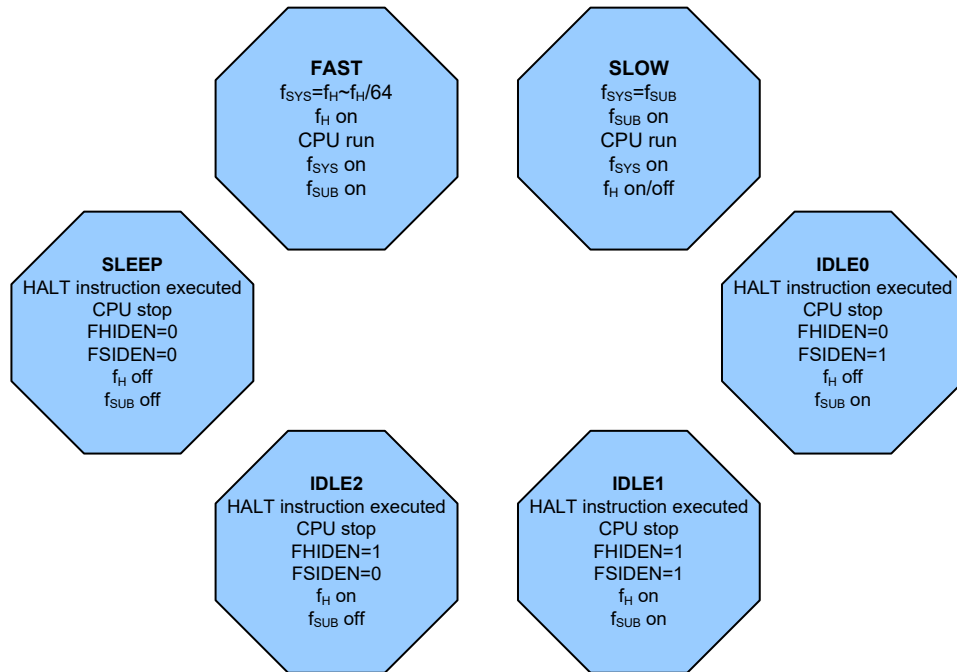 FAST
fSYS=fH~fH/64
fH on
CPU run
fSYS on
fSUB on
SLOW
fSYS=fSUB
fSUB on
CPU run
fSYS on
fH on/off
SLEEP
HALT instruction executed
CPU stop
FHIDEN=0
FSIDEN=0
fH off
fSUB off
IDLE0
HALT instruction executed
CPU stop
FHIDEN=0
FSIDEN=1
fH off
fSUB on
IDLE2
HALT instruction executed
CPU stop
FHIDEN=1
FSIDEN=0
fH on
fSUB off
IDLE1
HALT instruction executed
CPU stop
FHIDEN=1
FSIDEN=1
fH on
fSUB on